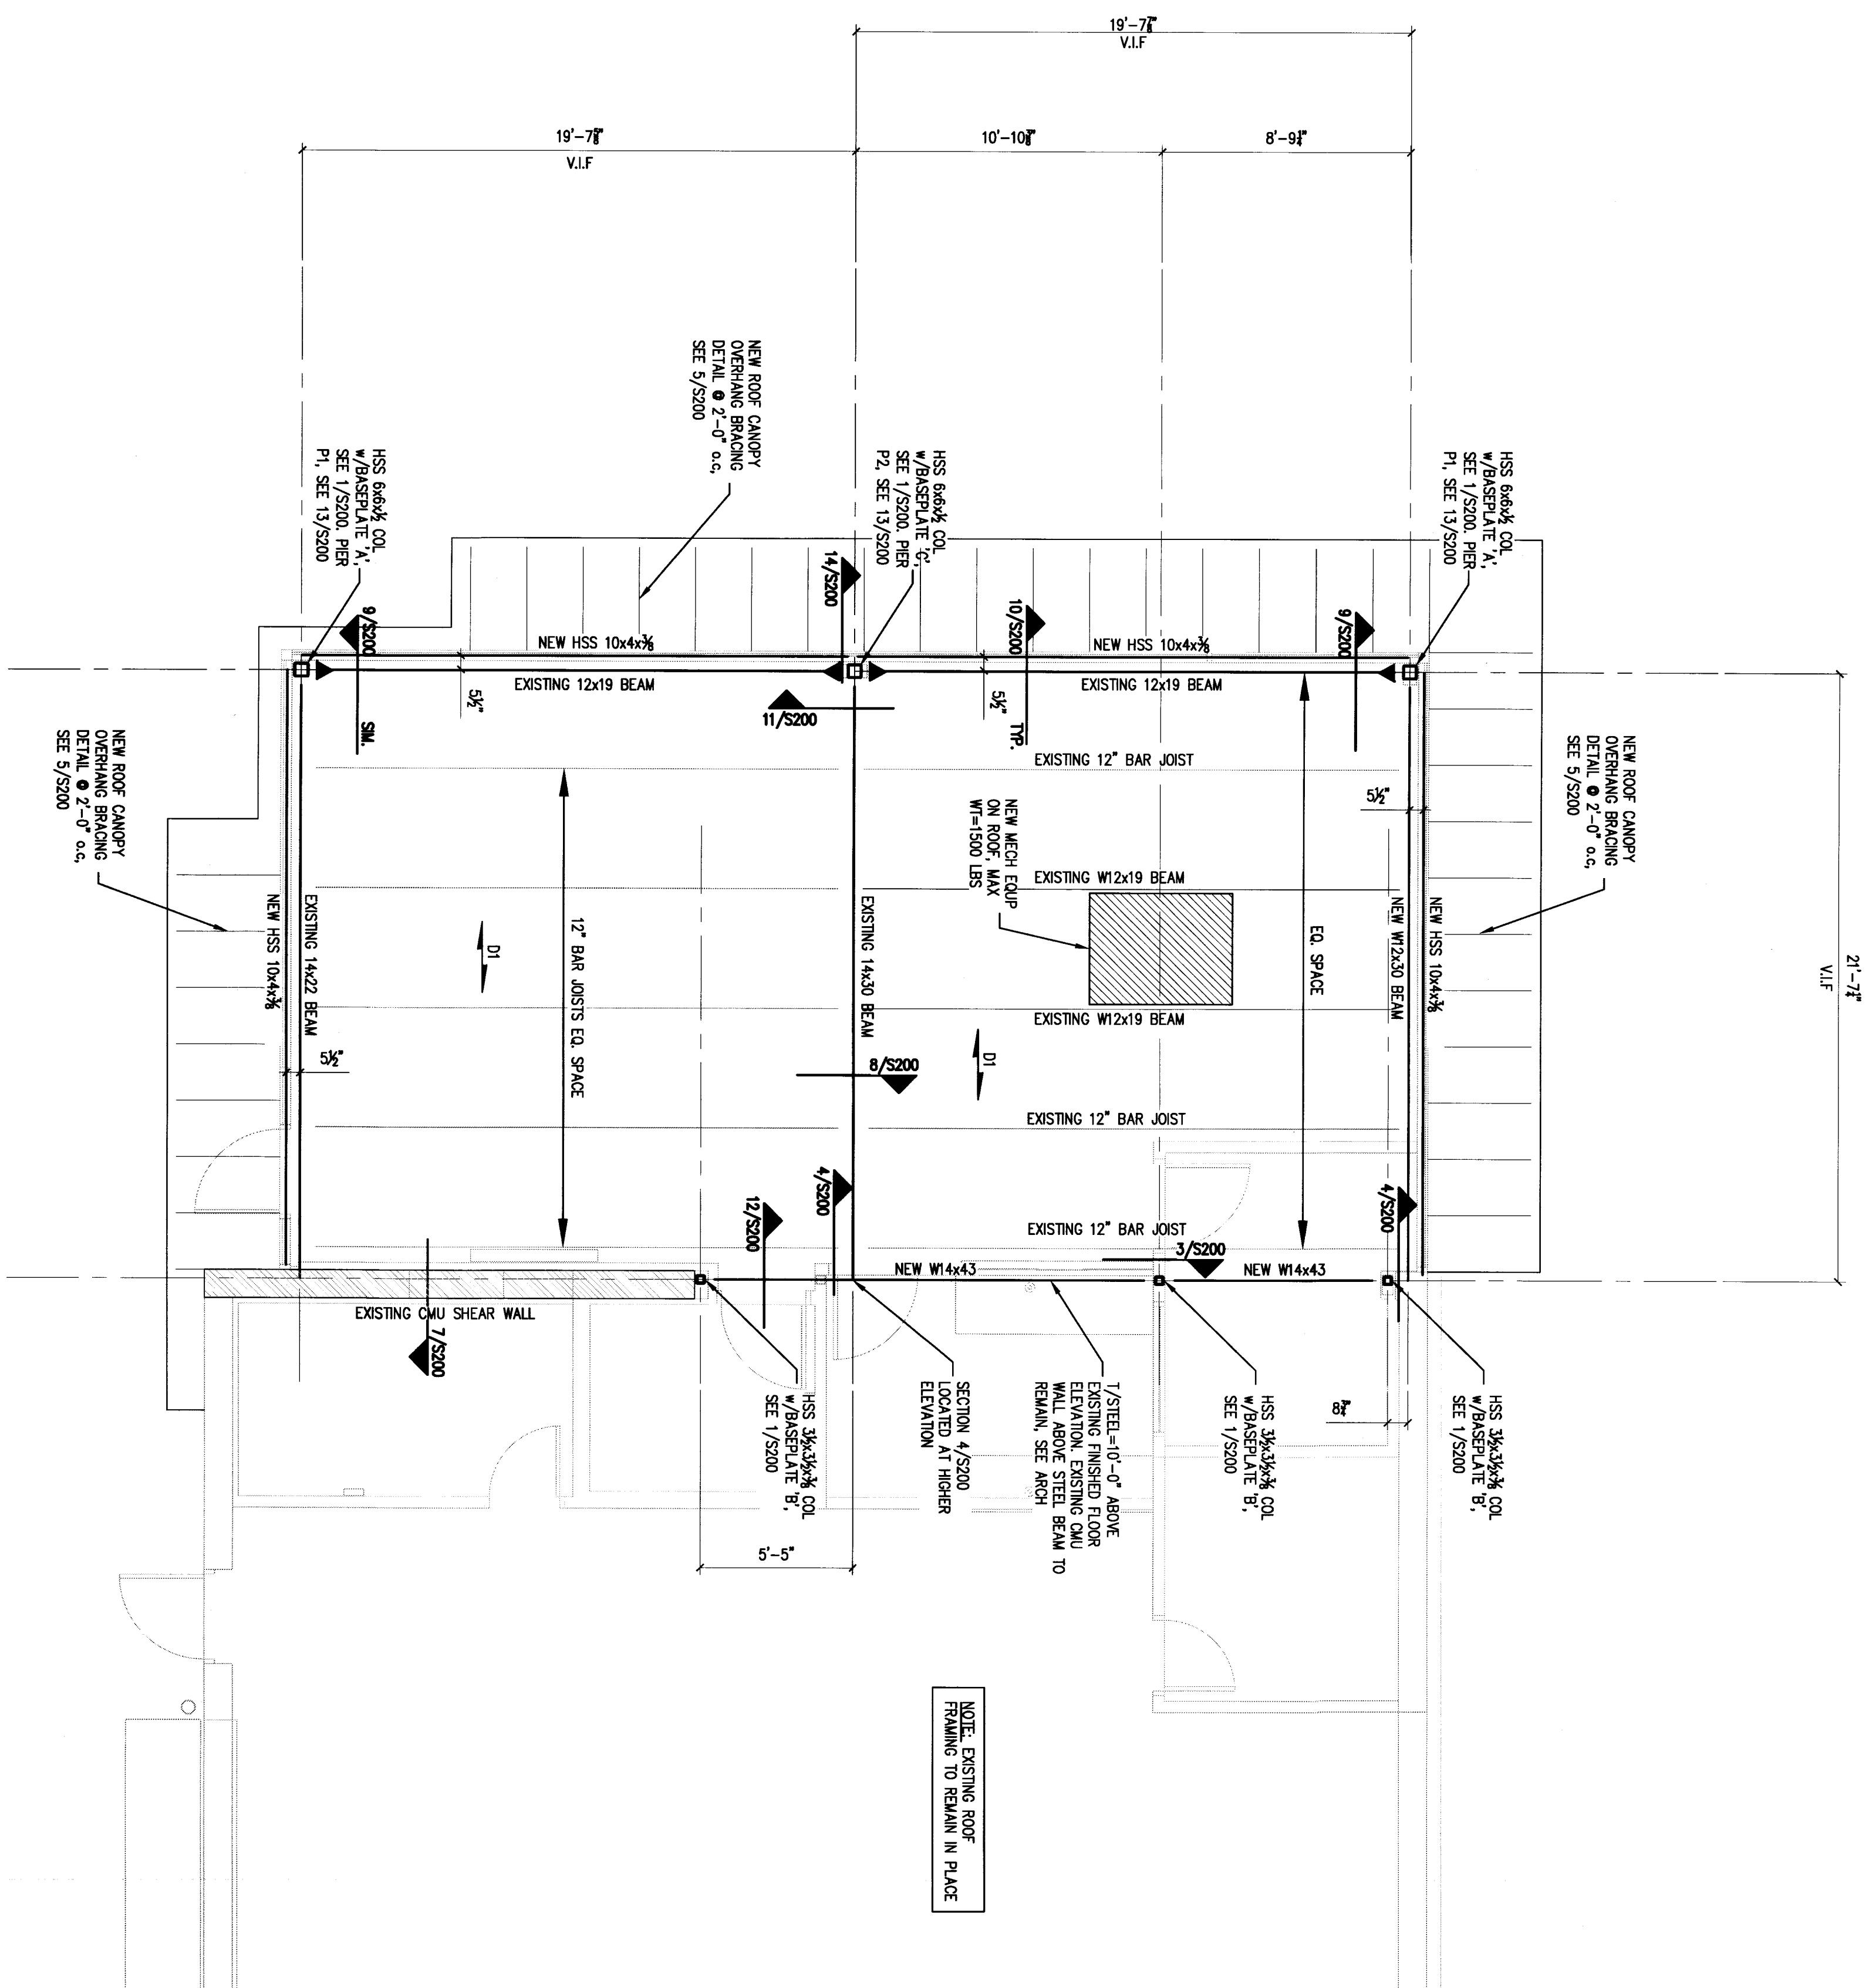 19'-7⅞"
V.I.F
19'-7⅝"
V.I.F
10'-10⅝"
8'-9¼"
21'-7¼"
V.I.F
NEW ROOF CANOPY
OVERHANG BRACING
DETAIL @ 2'-0" o.c,
SEE 5/S200
HSS 6x6x½ COL
w/BASEPLATE 'A',
SEE 1/S200. PIER
P1, SEE 13/S200
HSS 6x6x½ COL
w/BASEPLATE 'C',
SEE 1/S200. PIER
P2, SEE 13/S200
HSS 6x6x½ COL
w/BASEPLATE 'A',
SEE 1/S200. PIER
P1, SEE 13/S200
9/S200
SIM.
14/S200
10/S200
TYP.
9/S200
NEW HSS 10x4x⅜
NEW HSS 10x4x⅜
EXISTING 12x19 BEAM
EXISTING 12x19 BEAM
5½"
5½"
11/S200
NEW ROOF CANOPY
OVERHANG BRACING
DETAIL @ 2'-0" o.c,
SEE 5/S200
NEW ROOF CANOPY
OVERHANG BRACING
DETAIL @ 2'-0" o.c,
SEE 5/S200
EXISTING 12" BAR JOIST
5½"
NEW MECH EQUP
ON ROOF, MAX
WT=1500 LBS
EXISTING W12x19 BEAM
NEW HSS 10x4x⅜
EXISTING 14x22 BEAM
D1
12" BAR JOISTS EQ. SPACE
EXISTING 14x30 BEAM
EQ. SPACE
NEW W12x30 BEAM
NEW HSS 10x4x⅜
EXISTING W12x19 BEAM
5½"
8/S200
D1
EXISTING 12" BAR JOIST
4/S200
12/S200
4/S200
EXISTING 12" BAR JOIST
3/S200
NEW W14x43
NEW W14x43
EXISTING CMU SHEAR WALL
7/S200
HSS 3½x3½x⅜ COL
w/BASEPLATE 'B',
SEE 1/S200
SECTION 4/S200
LOCATED AT HIGHER
ELEVATION
T/STEEL=10'-0" ABOVE
EXISTING FINISHED FLOOR
ELEVATION. EXISTING CMU
WALL ABOVE STEEL BEAM TO
REMAIN, SEE ARCH
HSS 3½x3½x⅜ COL
w/BASEPLATE 'B',
SEE 1/S200
8¾"
HSS 3½x3½x⅜ COL
w/BASEPLATE 'B',
SEE 1/S200
5'-5"
NOTE: EXISTING ROOF
FRAMING TO REMAIN IN PLACE